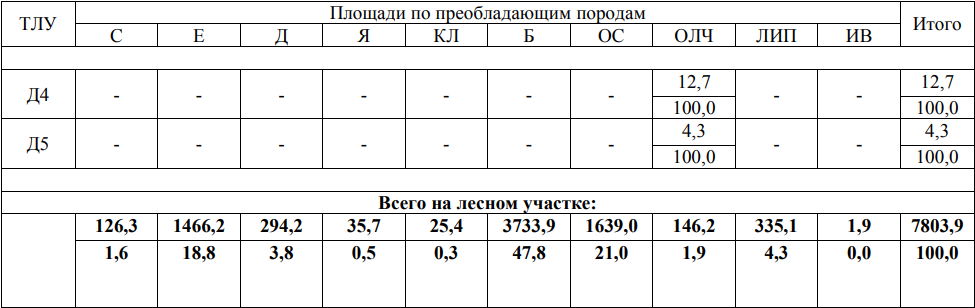 ТЛУ Площади по преобладающим породам Итого
С Е Д Я КЛ Б ОС ОЛЧ ЛИП ИВ
Д4 - - - - - - - 12,7 - - 12,7
100,0 100,0
Д5 - - - - - - - 4,3 - - 4,3
100,0 100,0
Всего на лесном участке:
126,3 1466,2 294,2 35,7 25,4 3733,9 1639,0 146,2 335,1 1,9 7803,9
1,6 18,8 3,8 0,5 0,3 47,8 21,0 1,9 4,3 0,0 100,0